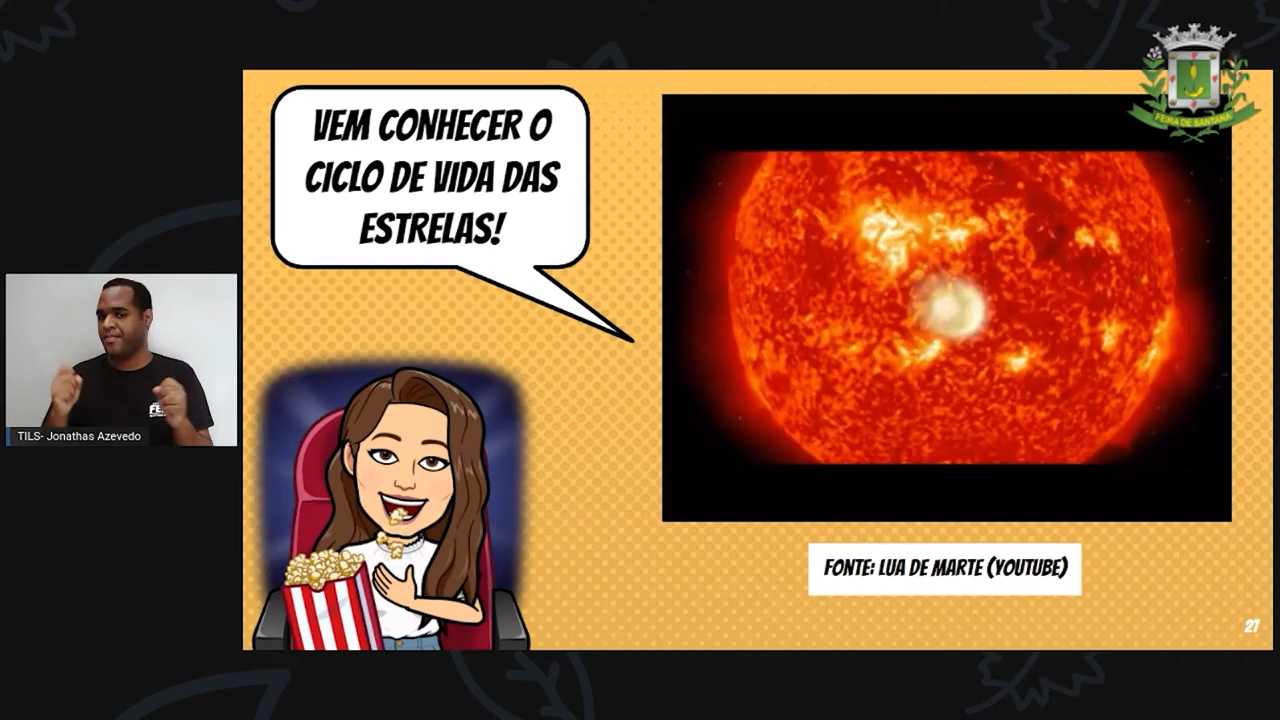 VEM CONHECER O
CICLO DE VIDA DAS
ESTRELAS!
FEIRA DE SANTANA
TILS- Jonathas Azevedo
FONTE: LUA DE MARTE (YOUTUBE)
21